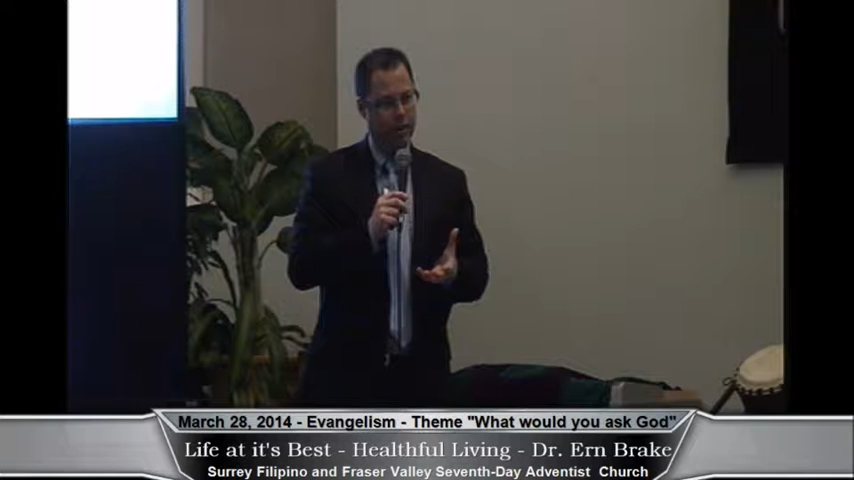 March 28, 2014 - Evangelism - Theme "What would you ask God"
Life at it's Best - Healthful Living - Dr. Ern Brake
Surrey Filipino and Fraser Valley Seventh-Day Adventist Church